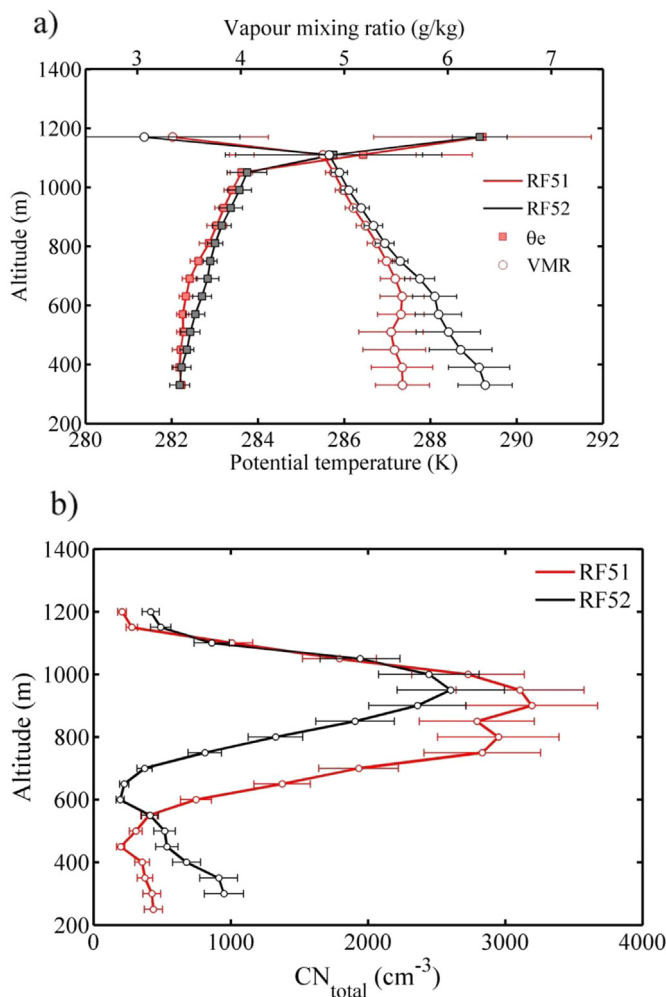 a)
Vapour mixing ratio (g/kg)
3 4 5 6 7
1400
1200
1000
800
600
400
200
Altitude (m)
RF51
RF52
θe
VMR
280 282 284 286 288 290 292
Potential temperature (K)
b)
1400
1200
1000
800
600
400
200
Altitude (m)
RF51
RF52
0 1000 2000 3000 4000
CN_total (cm⁻³)